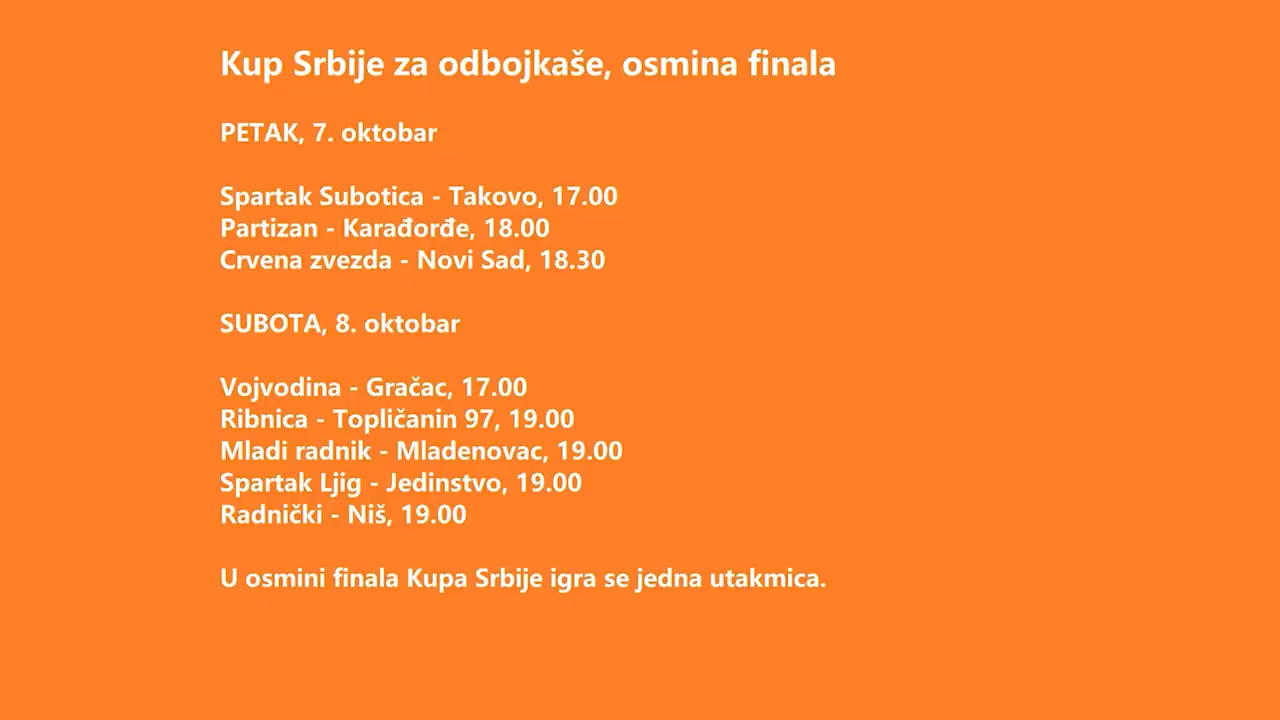 Kup Srbije za odbojkaše, osmina finala
PETAK, 7. oktobar
Spartak Subotica - Takovo, 17.00
Partizan - Karađorđe, 18.00
Crvena zvezda - Novi Sad, 18.30
SUBOTA, 8. oktobar
Vojvodina - Gračac, 17.00
Ribnica - Topličanin 97, 19.00
Mladi radnik - Mladenovac, 19.00
Spartak Ljig - Jedinstvo, 19.00
Radnički - Niš, 19.00
U osmini finala Kupa Srbije igra se jedna utakmica.